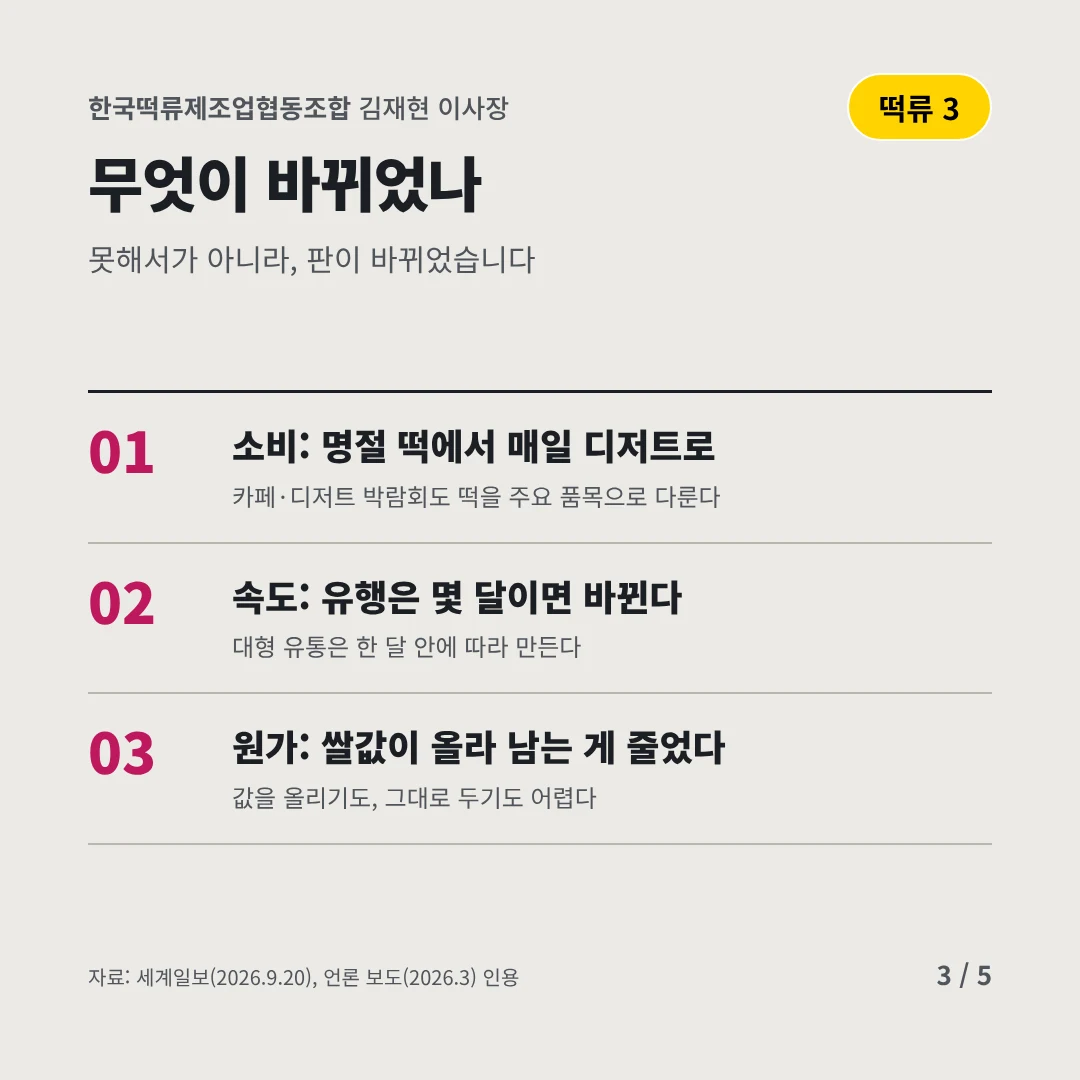 한국떡류제조업협동조합 김재현 이사장
떡류 3
무엇이 바뀌었나
못해서가 아니라, 판이 바뀌었습니다
01
소비: 명절 떡에서 매일 디저트로
카페·디저트 박람회도 떡을 주요 품목으로 다룬다
02
속도: 유행은 몇 달이면 바뀐다
대형 유통은 한 달 안에 따라 만든다
03
원가: 쌀값이 올라 남는 게 줄었다
값을 올리기도, 그대로 두기도 어렵다
자료: 세계일보(2026.9.20), 언론 보도(2026.3) 인용
3 / 5